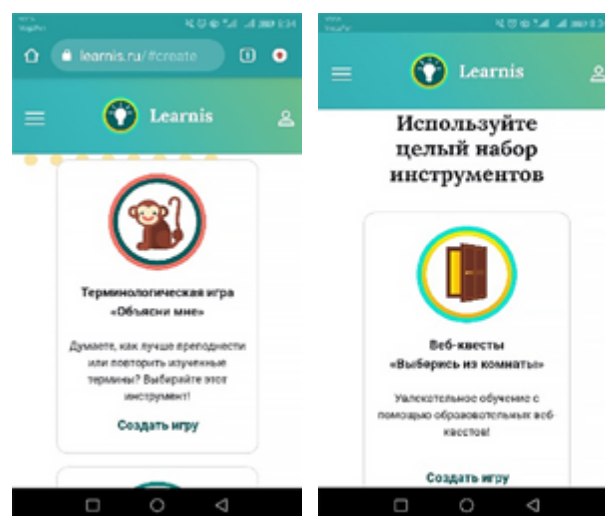 learnis.ru/#create
Learnis
Терминологическая игра
«Объясни мне»
Думаете, как лучше преподнести
или повторить изученные
термины? Выбирайте этот
инструмент!
Создать игру
Learnis
Используйте
целый набор
инструментов
Веб-квесты
«Выберись из комнаты»
Увлекательное обучение с
помощью образовательных веб
квестов!
Создать игру